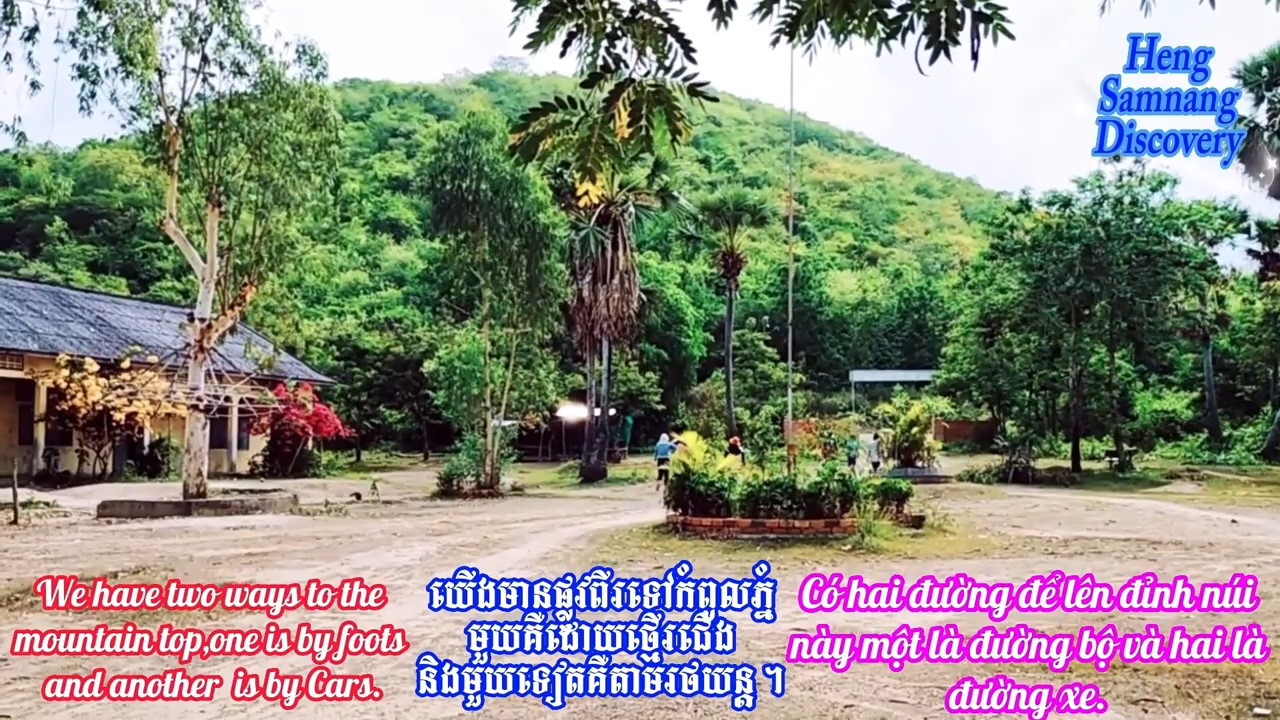 Heng
Samnang
Discovery
We have two ways to the
mountain top,one is by foots
and another is by Cars.
យើងមានផ្លូវពីរទៅកំពូលភ្នំ
មួយគឺដោយថ្មើរជើង
និងមួយទៀតគឺតាមរថយន្ត ។
Có hai đường để lên đỉnh núi
này một là đường bộ và hai là
đường xe.